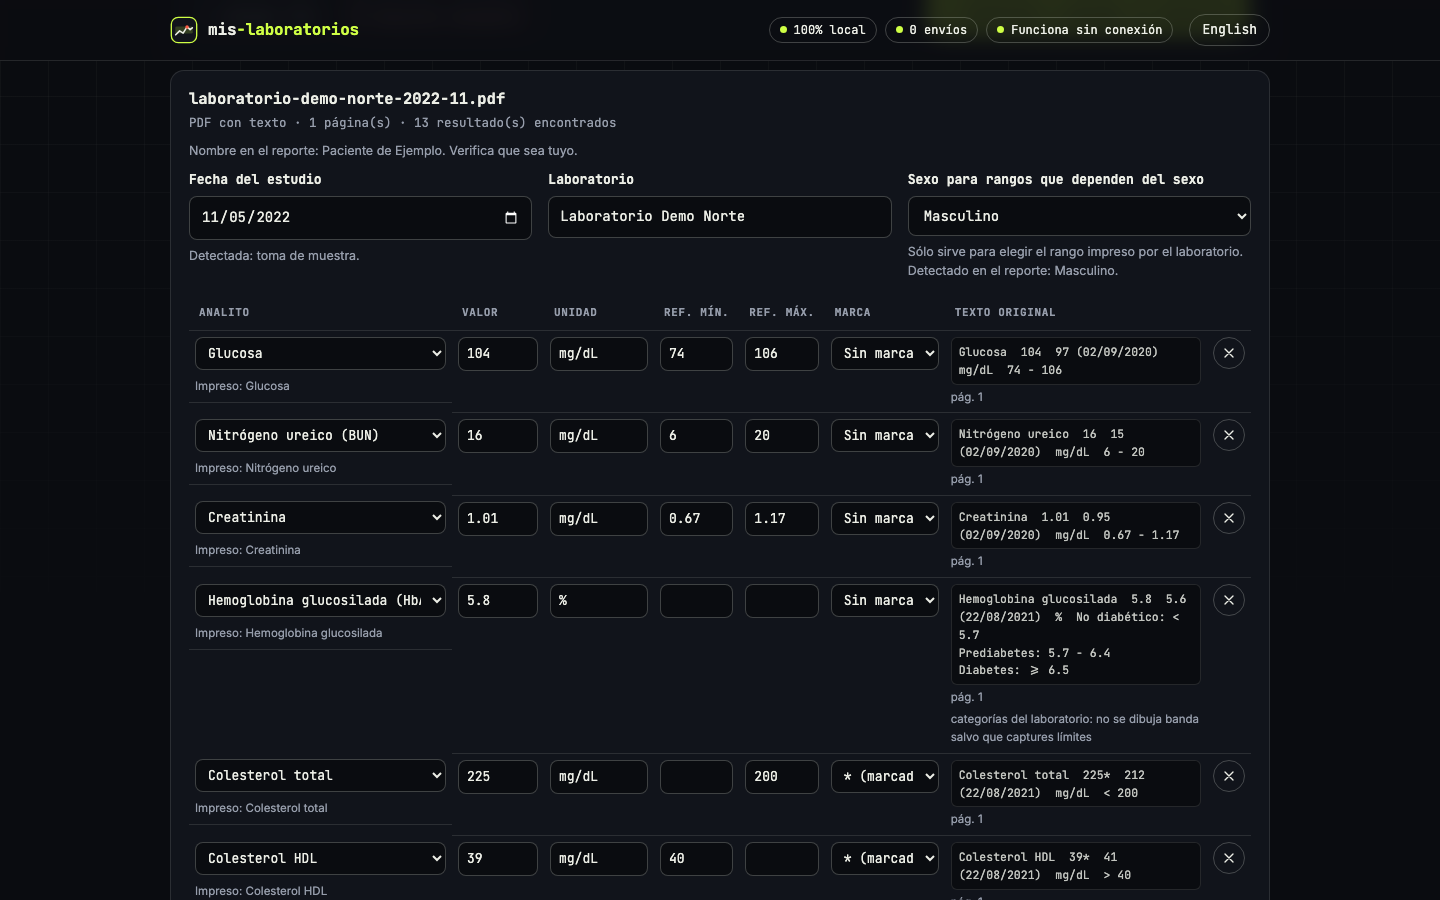 mis-laboratorios
100% local
0 envíos
Funciona sin conexión
English
laboratorio-demo-norte-2022-11.pdf
PDF con texto · 1 página(s) · 13 resultado(s) encontrados
Nombre en el reporte: Paciente de Ejemplo. Verifica que sea tuyo.
Fecha del estudio
11/05/2022
Detectada: toma de muestra.
Laboratorio
Laboratorio Demo Norte
Sexo para rangos que dependen del sexo
Masculino
Sólo sirve para elegir el rango impreso por el laboratorio.
Detectado en el reporte: Masculino.
ANALITO VALOR UNIDAD REF. MÍN. REF. MÁX. MARCA TEXTO ORIGINAL
Glucosa 104 mg/dL 74 106 Sin marca
Impreso: Glucosa
Glucosa 104 97 (02/09/2020)
mg/dL 74 - 106
pág. 1
Nitrógeno ureico (BUN) 16 mg/dL 6 20 Sin marca
Impreso: Nitrógeno ureico
Nitrógeno ureico 16 15
(02/09/2020) mg/dL 6 - 20
pág. 1
Creatinina 1.01 mg/dL 0.67 1.17 Sin marca
Impreso: Creatinina
Creatinina 1.01 0.95
(02/09/2020) mg/dL 0.67 - 1.17
pág. 1
Hemoglobina glucosilada (Hb 5.8 % Sin marca
Impreso: Hemoglobina glucosilada
Hemoglobina glucosilada 5.8 5.6
(22/08/2021) % No diabético: <
5.7
Prediabetes: 5.7 - 6.4
Diabetes: ≥ 6.5
pág. 1
categorías del laboratorio: no se dibuja banda
salvo que captures límites
Colesterol total 225 mg/dL 200 * (marcad
Impreso: Colesterol total
Colesterol total 225* 212
(22/08/2021) mg/dL < 200
pág. 1
Colesterol HDL 39 mg/dL 40 * (marcad
Impreso: Colesterol HDL
Colesterol HDL 39* 41
(22/08/2021) mg/dL > 40